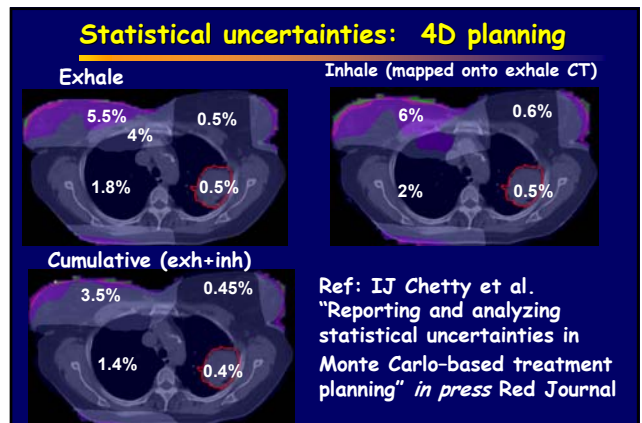 Statistical uncertainties: 4D planning
Exhale
5.5%
0.5%
4%
1.8%
0.5%
Inhale (mapped onto exhale CT)
6%
0.6%
2%
0.5%
Cumulative (exh+inh)
3.5%
0.45%
1.4%
0.4%
Ref: IJ Chetty et al.
“Reporting and analyzing
statistical uncertainties in
Monte Carlo–based treatment
planning” in press Red Journal